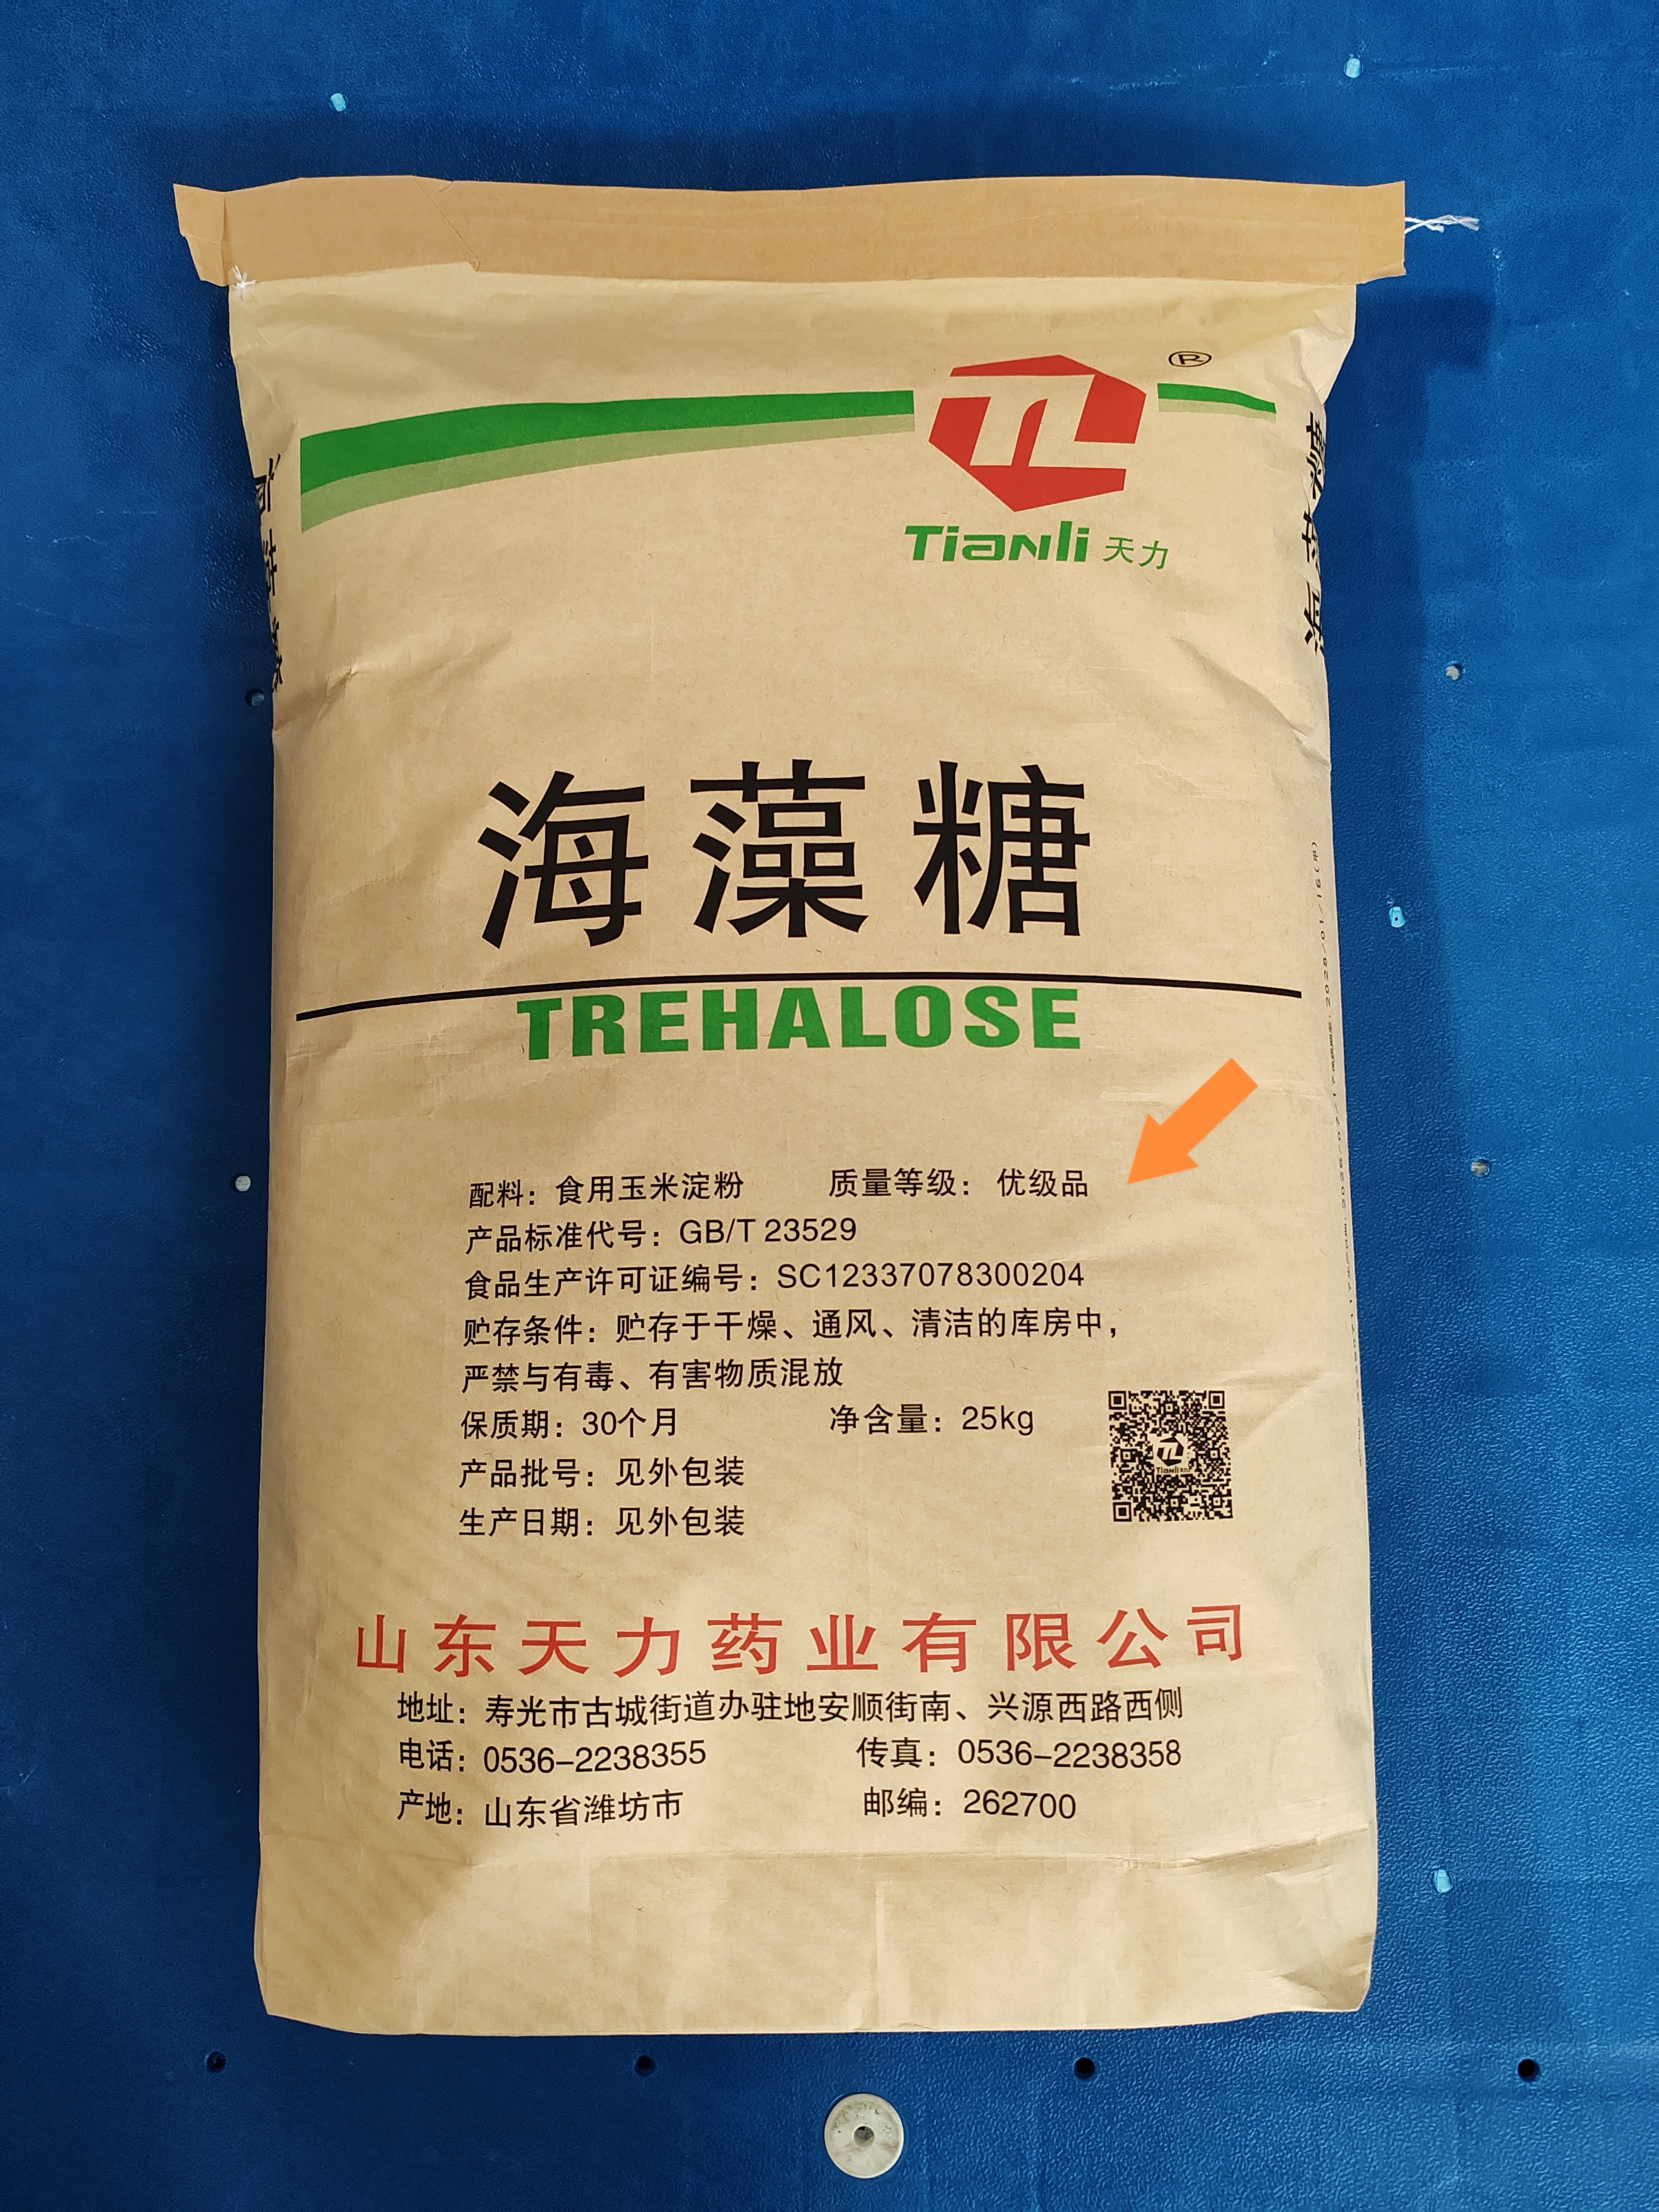 ®
TL
Tianli 天力
海藻糖
TREHALOSE
配料：食用玉米淀粉 质量等级：优级品
产品标准代号：GB/T 23529
食品生产许可证编号：SC12337078300204
贮存条件：贮存于干燥、通风、清洁的库房中，
严禁与有毒、有害物质混放
保质期：30个月 净含量：25kg
产品批号：见外包装
生产日期：见外包装
山东天力药业有限公司
地址：寿光市古城街道办驻地安顺街南、兴源西路西侧
电话：0536-2238355 传真：0536-2238358
产地：山东省潍坊市 邮编：262700
海藻糖